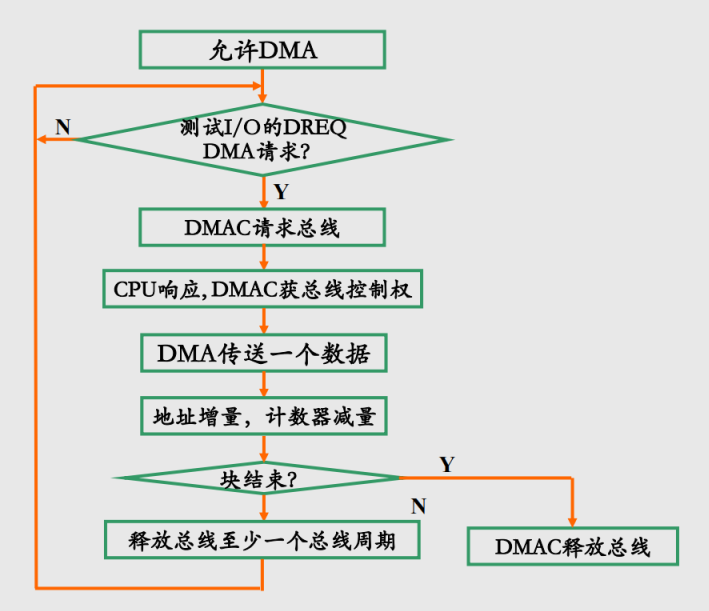 允许DMA
测试I/O的DREQ
DMA请求?
N
Y
DMAC请求总线
CPU响应,DMAC获总线控制权
DMA传送一个数据
地址增量，计数器减量
块结束?
Y
N
释放总线至少一个总线周期
DMAC释放总线